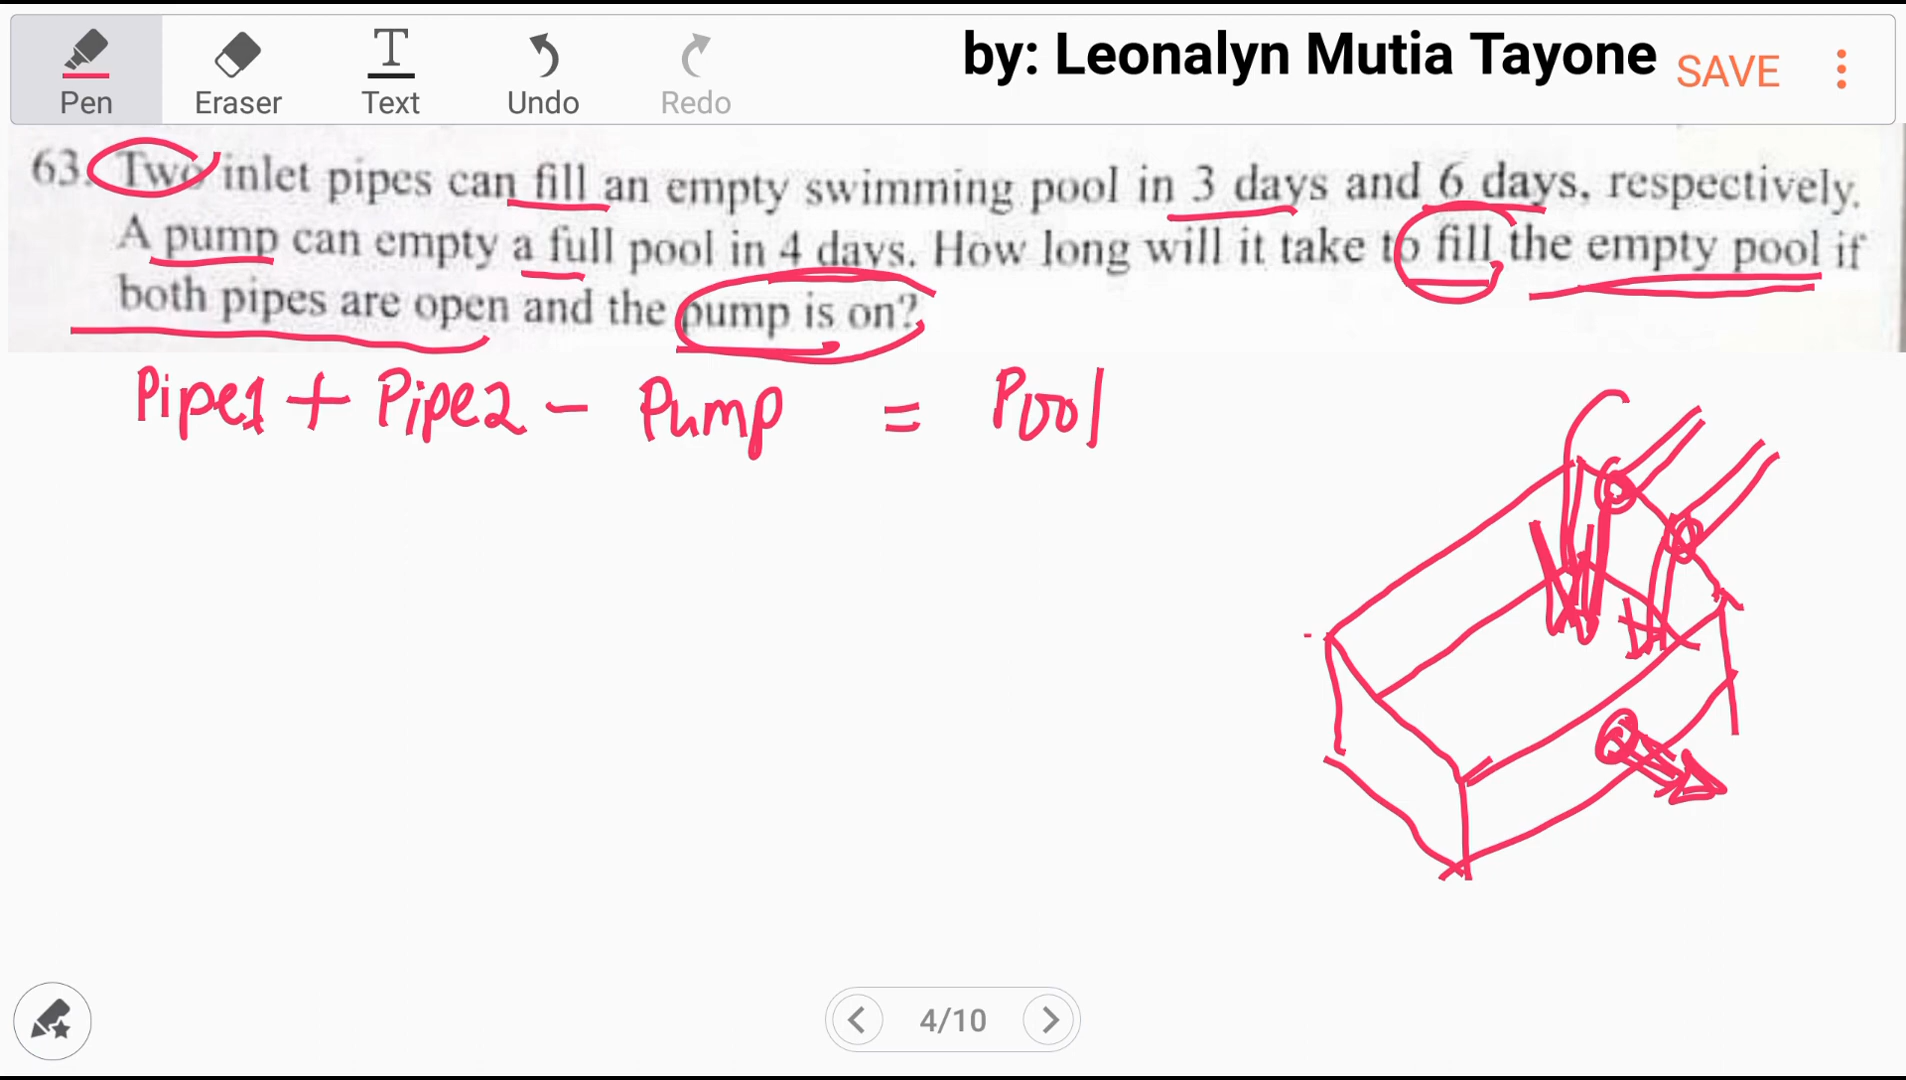 by: Leonalyn Mutia Tayone
SAVE
Pen
Eraser
Text
Undo
Redo
63. Two inlet pipes can fill an empty swimming pool in 3 days and 6 days, respectively.
A pump can empty a full pool in 4 days. How long will it take to fill the empty pool if
both pipes are open and the pump is on?
Pipe1 + Pipe2 - Pump = Pool
4/10